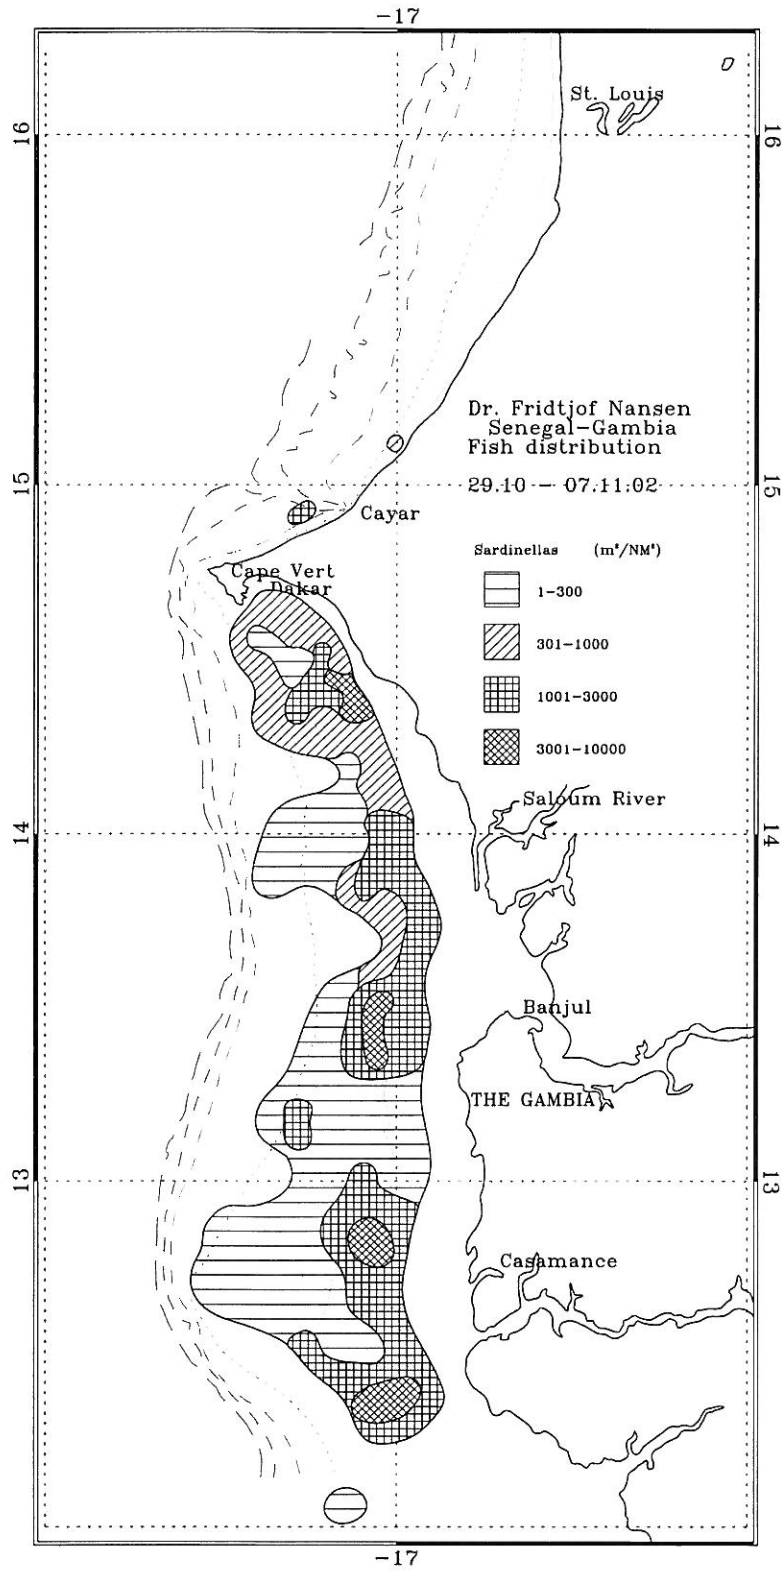 -17
St. Louis
16
16
Dr. Fridtjof Nansen
Senegal-Gambia
Fish distribution
29.10 - 07.11.02
15
15
Cayar
Sardinellas (m²/NM²)
Cape Vert
Dakar
1-300
301-1000
1001-3000
3001-10000
Saloum River
14
14
Banjul
THE GAMBIA
13
13
Casamance
-17